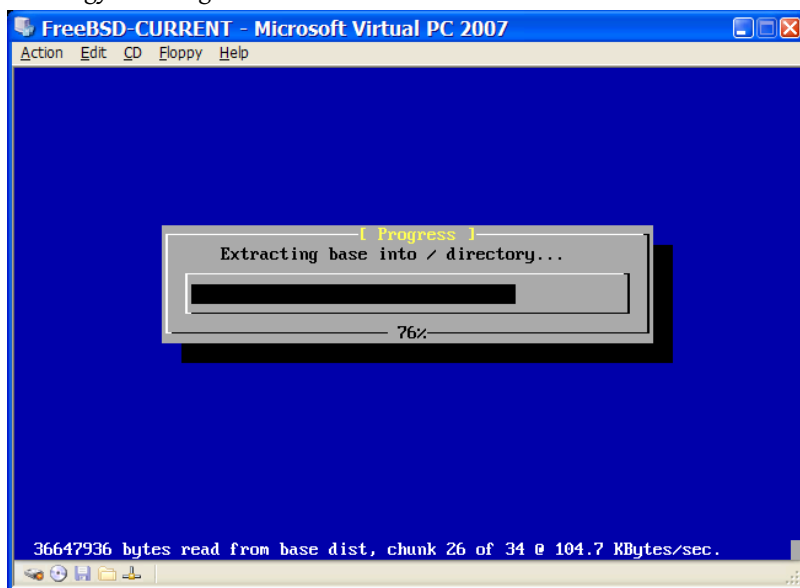 FreeBSD-CURRENT - Microsoft Virtual PC 2007
Action Edit CD Floppy Help
[ Progress ]
Extracting base into / directory...
76%
36647936 bytes read from base dist, chunk 26 of 34 @ 104.7 KBytes/sec.